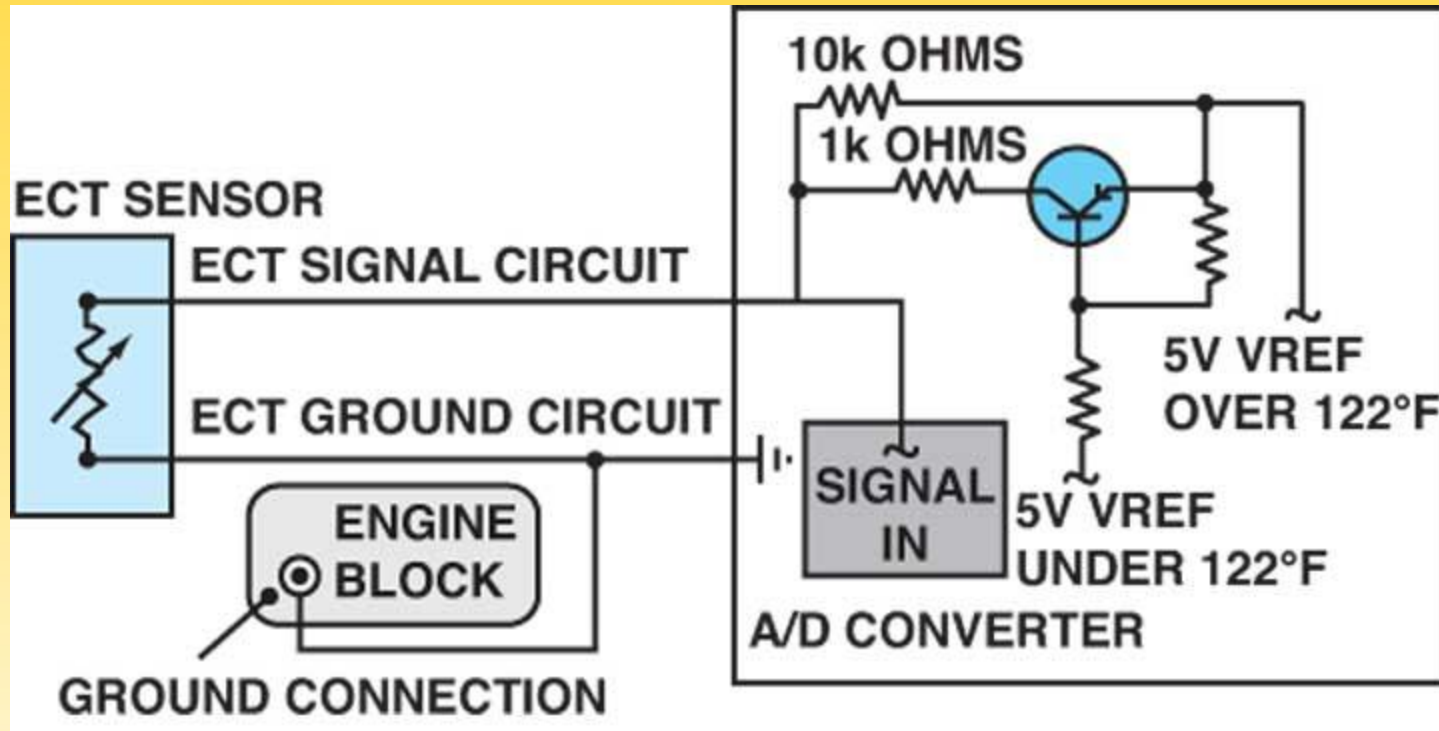 10k OHMS
1k OHMS
ECT SENSOR
ECT SIGNAL CIRCUIT
5V VREF
OVER 122°F
ECT GROUND CIRCUIT
SIGNAL
IN
5V VREF
UNDER 122°F
ENGINE
BLOCK
A/D CONVERTER
GROUND CONNECTION